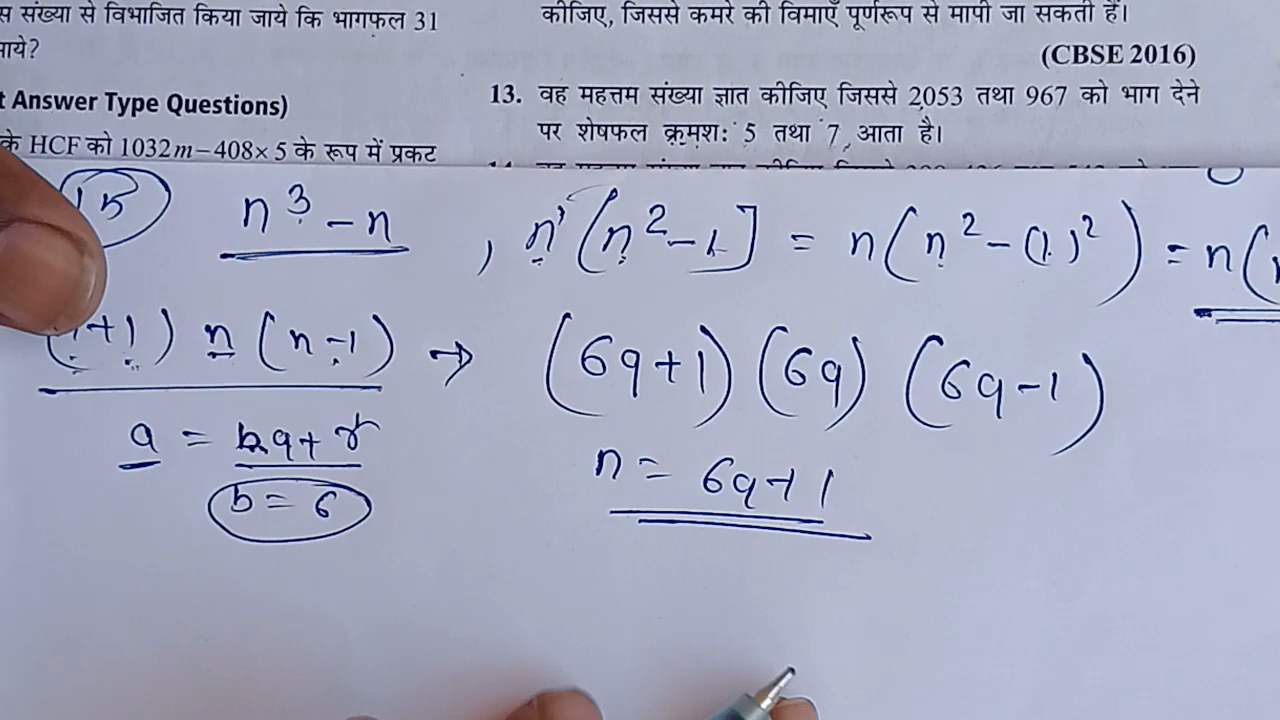 स संख्या से विभाजित किया जाये कि भागफल 31
कीजिए, जिससे कमरे की विमाएँ पूर्णरूप से मापी जा सकती हैं।
(CBSE 2016)
t Answer Type Questions)
के HCF को 1032m – 408 × 5 के रूप में प्रकट
13. वह महत्तम संख्या ज्ञात कीजिए जिससे 2053 तथा 967 को भाग देने
पर शेषफल क्रमशः 5 तथा 7 आता है।
15 n³ – n , n(n² – 1] = n(n² – (1)²) = n(
+1) n (n–1) → (6q+1) (6q) (6q–1)
a = bq + r
b = 6
n = 6q+1